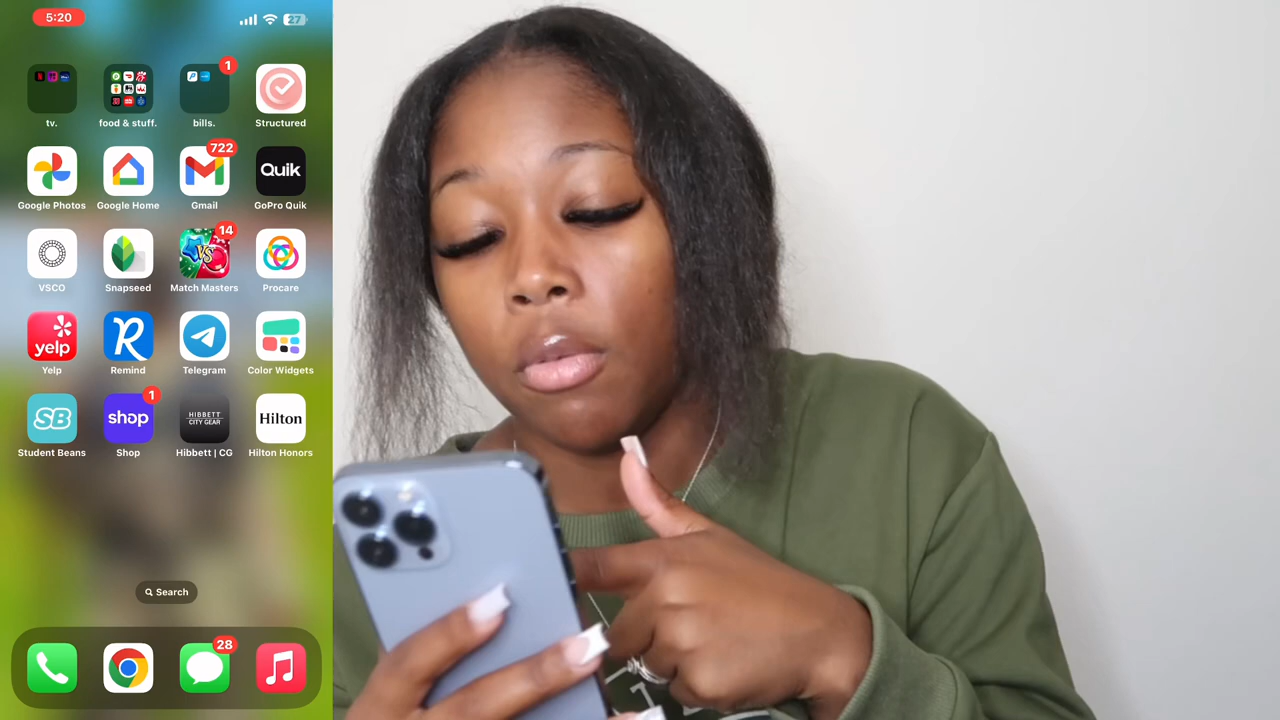 5:20
27
tv.
food & stuff.
1
bills.
Structured
Google Photos
Google Home
722
Gmail
Quik
GoPro Quik
VSCO
Snapseed
14
VS
Match Masters
Procare
yelp
Yelp
R
Remind
Telegram
Color Widgets
SB
Student Beans
1
shop
Shop
HIBBETT
CITY GEAR
Hibbett | CG
Hilton
Hilton Honors
Search
28